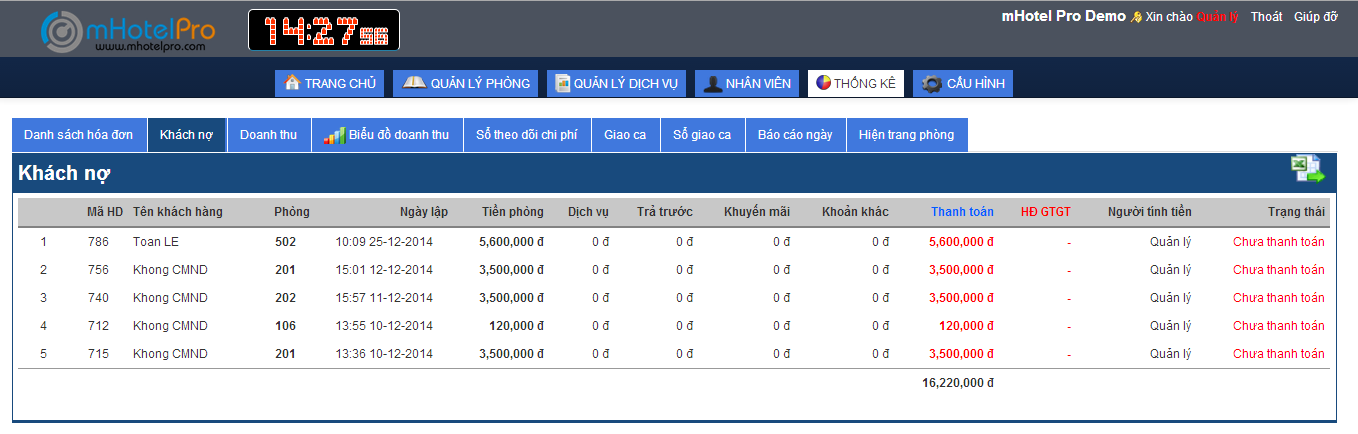 mHotelPro
www.mhotelpro.com
14:27 56
mHotel Pro Demo Xin chào Quản lý Thoát Giúp đỡ
TRANG CHỦ QUẢN LÝ PHÒNG QUẢN LÝ DỊCH VỤ NHÂN VIÊN THỐNG KÊ CẤU HÌNH
Danh sách hóa đơn Khách nợ Doanh thu Biểu đồ doanh thu Sổ theo dõi chi phí Giao ca Sổ giao ca Báo cáo ngày Hiện trang phòng
Khách nợ
Mã HD Tên khách hàng Phòng Ngày lập Tiền phòng Dịch vụ Trả trước Khuyến mãi Khoản khác Thanh toán HĐ GTGT Người tính tiền Trạng thái
1 786 Toan LE 502 10:09 25-12-2014 5,600,000 đ 0 đ 0 đ 0 đ 0 đ 5,600,000 đ - Quản lý Chưa thanh toán
2 756 Khong CMND 201 15:01 12-12-2014 3,500,000 đ 0 đ 0 đ 0 đ 0 đ 3,500,000 đ - Quản lý Chưa thanh toán
3 740 Khong CMND 202 15:57 11-12-2014 3,500,000 đ 0 đ 0 đ 0 đ 0 đ 3,500,000 đ - Quản lý Chưa thanh toán
4 712 Khong CMND 106 13:55 10-12-2014 120,000 đ 0 đ 0 đ 0 đ 0 đ 120,000 đ - Quản lý Chưa thanh toán
5 715 Khong CMND 201 13:36 10-12-2014 3,500,000 đ 0 đ 0 đ 0 đ 0 đ 3,500,000 đ - Quản lý Chưa thanh toán
16,220,000 đ